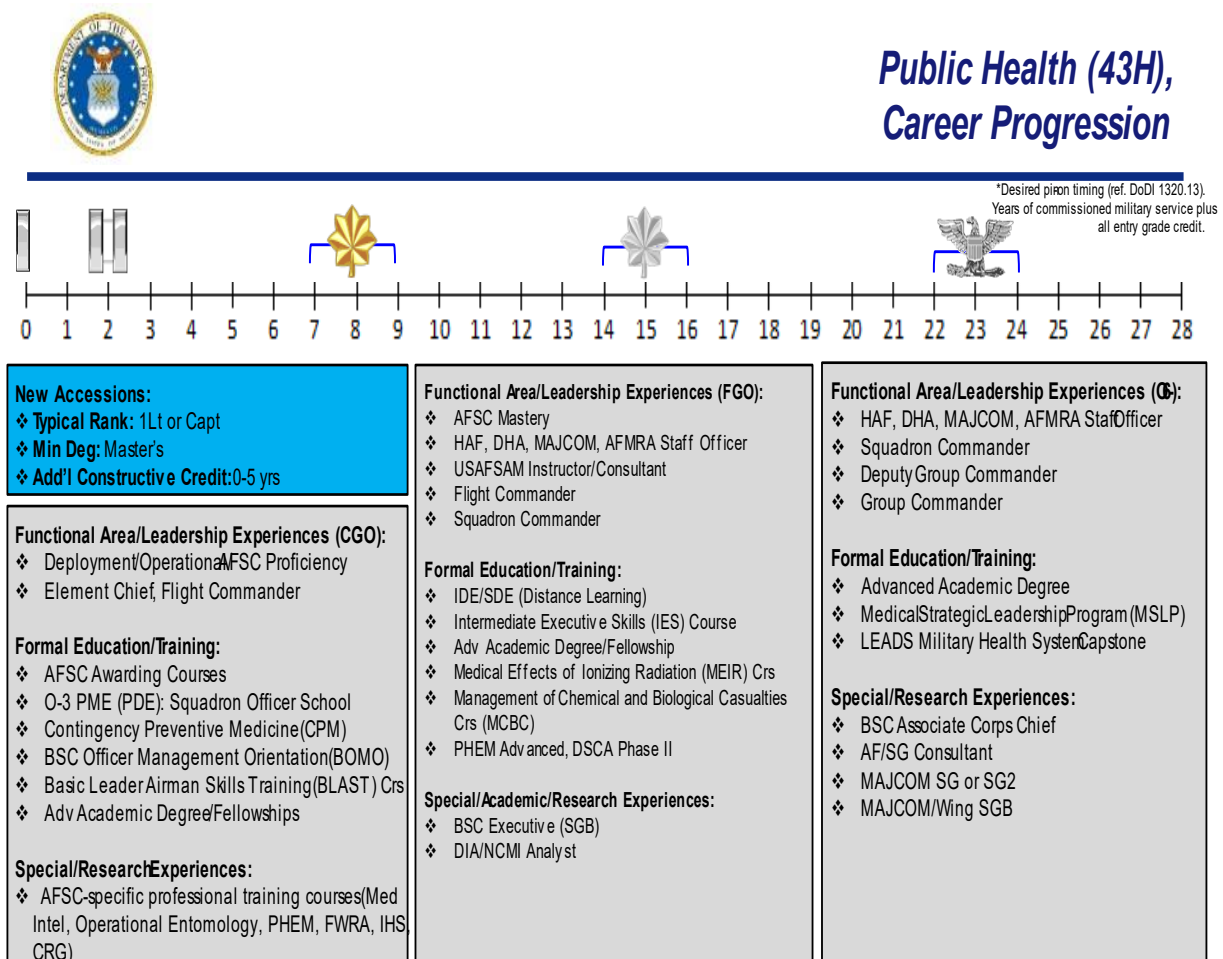 Public Health (43H),
Career Progression
*Desired pin-on timing (ref. DoDI 1320.13).
Years of commissioned military service plus
all entry grade credit.
0 1 2 3 4 5 6 7 8 9 10 11 12 13 14 15 16 17 18 19 20 21 22 23 24 25 26 27 28
New Accessions:
❖ Typical Rank: 1Lt or Capt
❖ Min Deg: Master's
❖ Add'l Constructive Credit: 0-5 yrs
Functional Area/Leadership Experiences (CGO):
❖ Deployment/Operational/AFSC Proficiency
❖ Element Chief, Flight Commander
Formal Education/Training:
❖ AFSC Awarding Courses
❖ O-3 PME (PDE): Squadron Officer School
❖ Contingency Preventive Medicine (CPM)
❖ BSC Officer Management Orientation (BOMO)
❖ Basic Leader Airman Skills Training (BLAST) Crs
❖ Adv Academic Degree/Fellowships
Special/Research Experiences:
❖ AFSC-specific professional training courses (Med
Intel, Operational Entomology, PHEM, FWRA, IHS,
CRG)
Functional Area/Leadership Experiences (FGO):
❖ AFSC Mastery
❖ HAF, DHA, MAJCOM, AFMRA Staff Officer
❖ USAFSAM Instructor/Consultant
❖ Flight Commander
❖ Squadron Commander
Formal Education/Training:
❖ IDE/SDE (Distance Learning)
❖ Intermediate Executive Skills (IES) Course
❖ Adv Academic Degree/Fellowship
❖ Medical Effects of Ionizing Radiation (MEIR) Crs
❖ Management of Chemical and Biological Casualties
Crs (MCBC)
❖ PHEM Advanced, DSCA Phase II
Special/Academic/Research Experiences:
❖ BSC Executive (SGB)
❖ DIA/NCMI Analyst
Functional Area/Leadership Experiences (O-6):
❖ HAF, DHA, MAJCOM, AFMRA Staff Officer
❖ Squadron Commander
❖ Deputy Group Commander
❖ Group Commander
Formal Education/Training:
❖ Advanced Academic Degree
❖ Medical Strategic Leadership Program (MSLP)
❖ LEADS Military Health System Capstone
Special/Research Experiences:
❖ BSC Associate Corps Chief
❖ AF/SG Consultant
❖ MAJCOM SG or SG2
❖ MAJCOM/Wing SGB